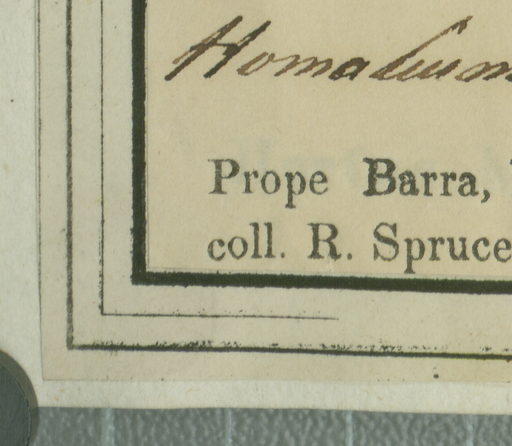 Homalium
Prope Barra,
coll. R. Spruce